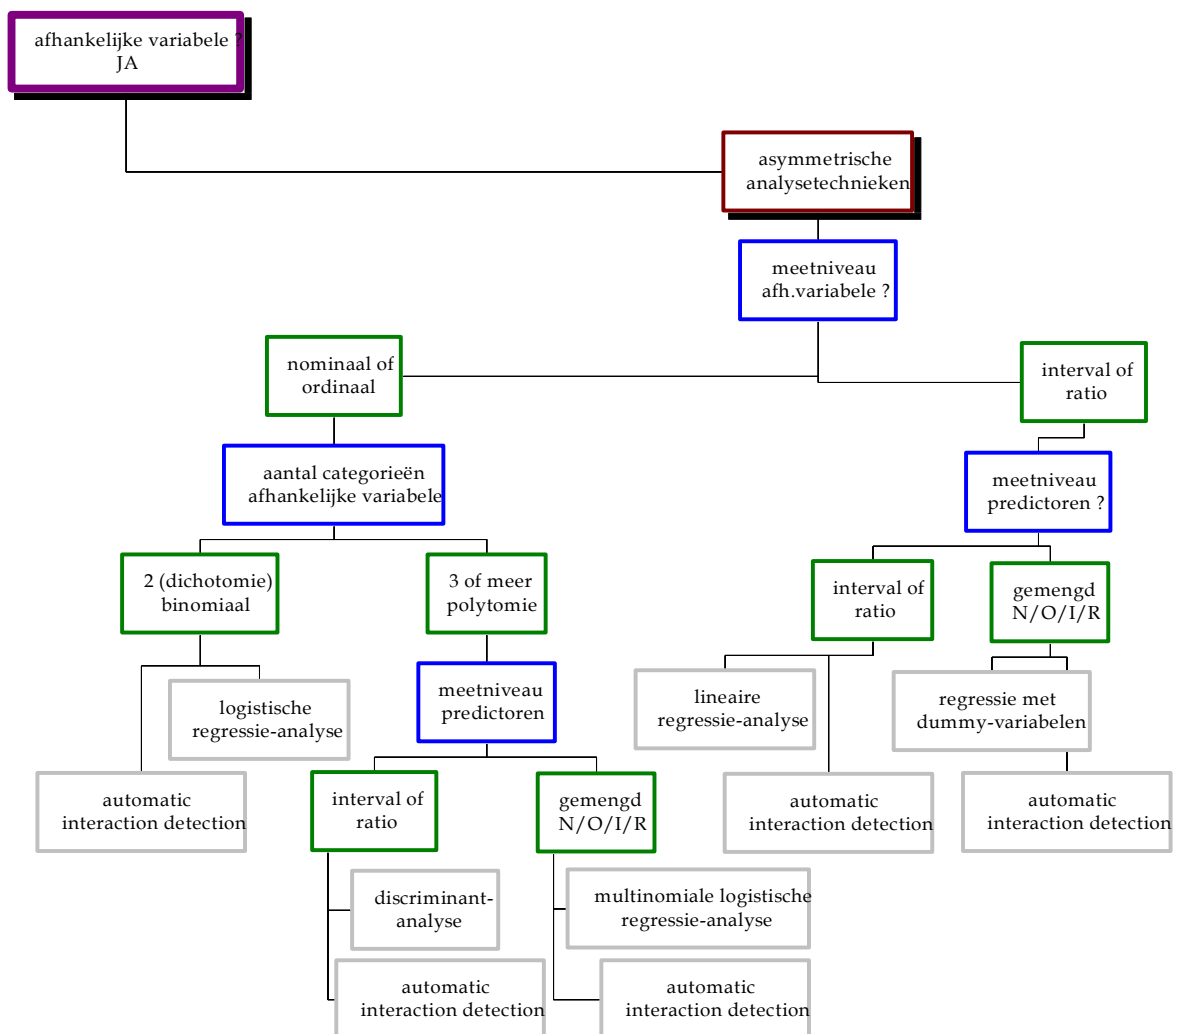 afhankelijke variabele ?
JA
asymmetrische
analysetechnieken
meetniveau
afh.variabele ?
nominaal of
ordinaal
interval of
ratio
aantal categorieën
afhankelijke variabele
meetniveau
predictoren ?
2 (dichotomie)
binomiaal
3 of meer
polytomie
interval of
ratio
gemengd
N/O/I/R
logistische
regressie-analyse
meetniveau
predictoren
lineaire
regressie-analyse
regressie met
dummy-variabelen
automatic
interaction detection
interval of
ratio
gemengd
N/O/I/R
automatic
interaction detection
automatic
interaction detection
discriminant-
analyse
multinomiale logistische
regressie-analyse
automatic
interaction detection
automatic
interaction detection